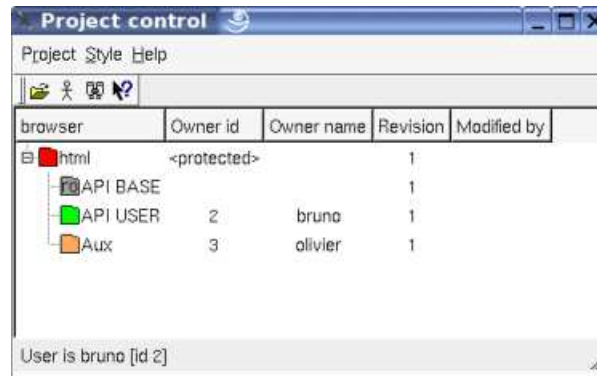 Project control
Project Style Help
browser Owner id Owner name Revision Modified by
html <protected> 1
ro API BASE 1
API USER 2 bruno 1
Aux 3 olivier 1
User is bruno [id 2]